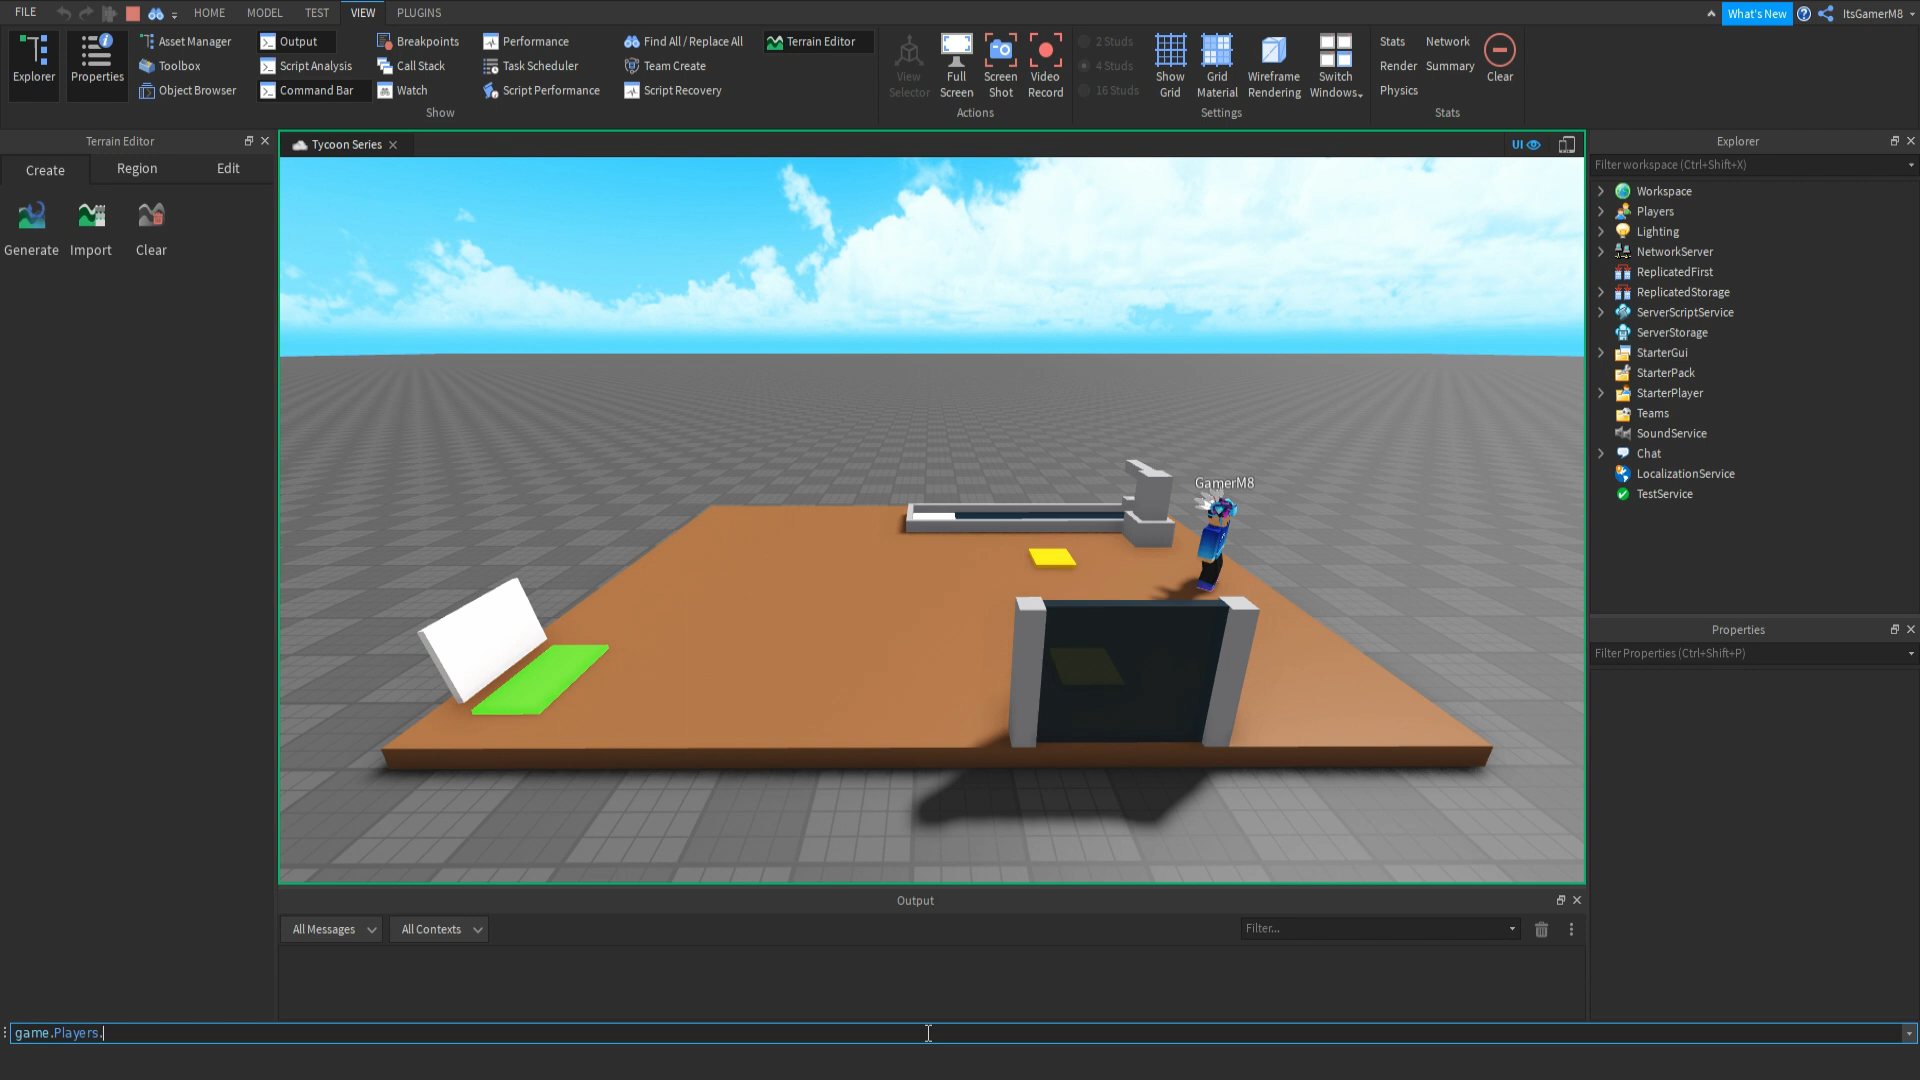 FILE HOME MODEL TEST VIEW PLUGINS What's New ItsGamerM8
Explorer
Properties
Asset Manager
Toolbox
Object Browser
Output
Script Analysis
Command Bar
Breakpoints
Call Stack
Watch
Performance
Task Scheduler
Script Performance
Find All / Replace All
Team Create
Script Recovery
Terrain Editor
Show
View
Selector
Full
Screen
Screen
Shot
Video
Record
Actions
2 Studs
4 Studs
16 Studs
Show
Grid
Grid
Material
Wireframe
Rendering
Switch
Windows
Settings
Stats Network
Render Summary
Physics
Clear
Stats
Terrain Editor
Create Region Edit
Generate Import Clear
Tycoon Series
UI
GamerM8
Explorer
Filter workspace (Ctrl+Shift+X)
Workspace
Players
Lighting
NetworkServer
ReplicatedFirst
ReplicatedStorage
ServerScriptService
ServerStorage
StarterGui
StarterPack
StarterPlayer
Teams
SoundService
Chat
LocalizationService
TestService
Properties
Filter Properties (Ctrl+Shift+P)
Output
All Messages All Contexts Filter...
game.Players.